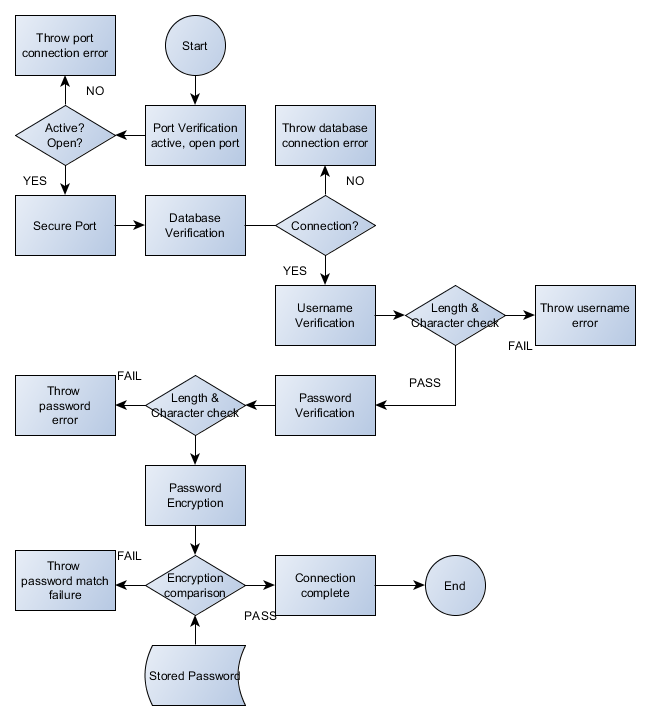 Throw port
connection error
Start
NO
Active?
Open?
Port Verification
active, open port
Throw database
connection error
YES
NO
Secure Port
Database
Verification
Connection?
YES
Username
Verification
Length &
Character check
Throw username
error
FAIL
PASS
FAIL
Throw
password
error
Length &
Character check
Password
Verification
Password
Encryption
FAIL
Throw
password match
failure
Encryption
comparison
Connection
complete
End
PASS
Stored Password